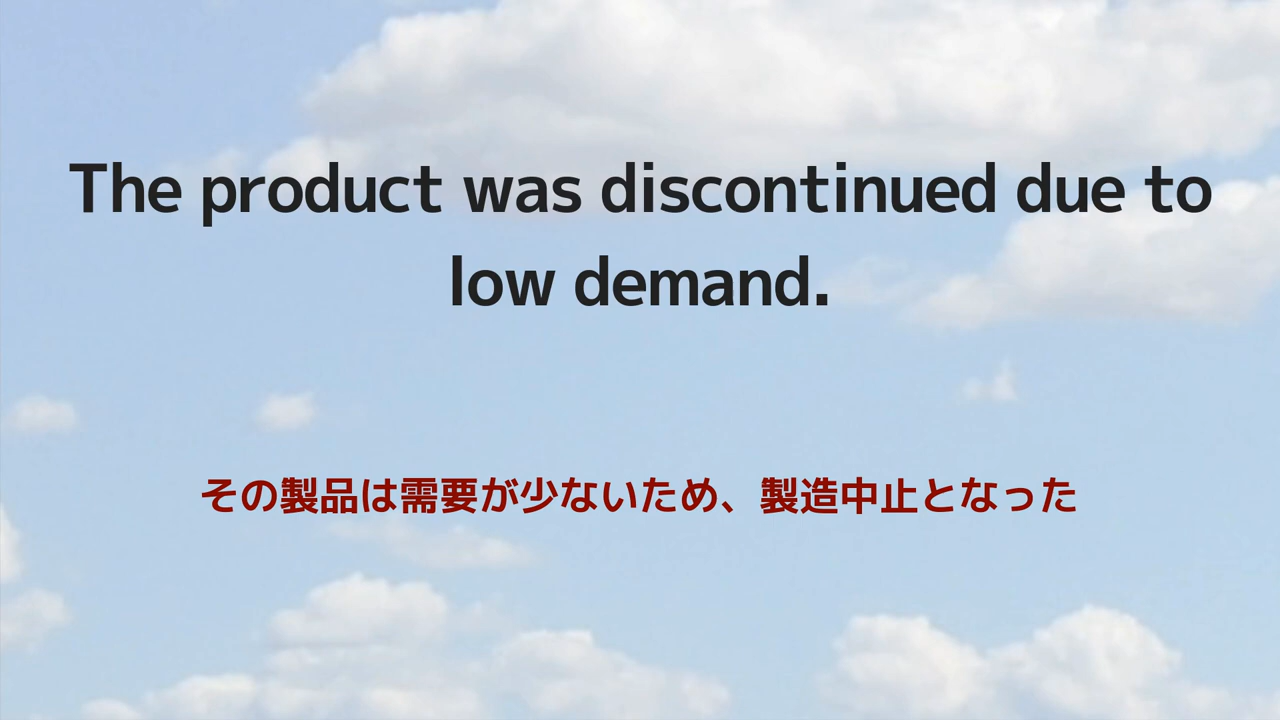 The product was discontinued due to
low demand.
その製品は需要が少ないため、製造中止となった